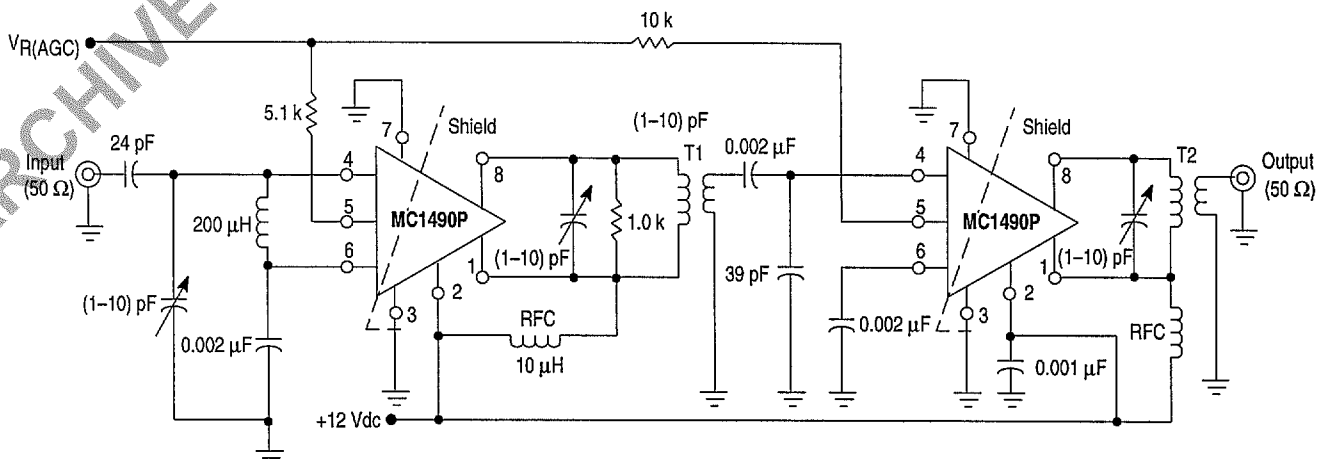 ARCHIVE
10 k
VR(AGC)
5.1 k
7
Shield
(1–10) pF
T1
0.002 µF
7
Shield
T2
24 pF
Input
(50 Ω)
4
8
4
8
Output
(50 Ω)
200 µH
5
MC1490P
1.0 k
5
MC1490P
6
6
(1–10) pF
1
39 pF
1
(1–10) pF
2
3
2
3
0.002 µF
RFC
10 µH
0.002 µF
0.001 µF
RFC
+12 Vdc